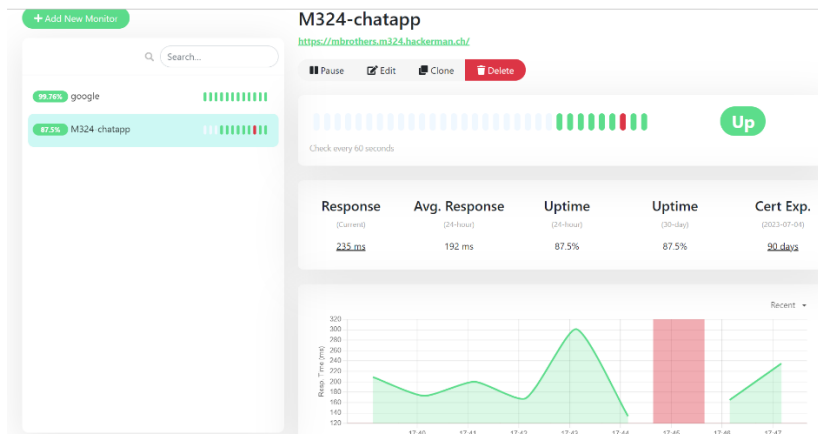 + Add New Monitor
Search...
99.76% google
87.5% M324-chatapp
M324-chatapp
https://mbrothers.m324.hackerman.ch/
Pause Edit Clone Delete
Up
Check every 60 seconds
Response Avg. Response Uptime Uptime Cert Exp.
(Current) (24-hour) (24-hour) (30-day) (2023-07-04)
235 ms 192 ms 87.5% 87.5% 90 days
Recent
Resp. Time (ms)
320
300
280
260
240
220
200
180
160
140
120
17:40 17:41 17:42 17:43 17:44 17:45 17:46 17:47